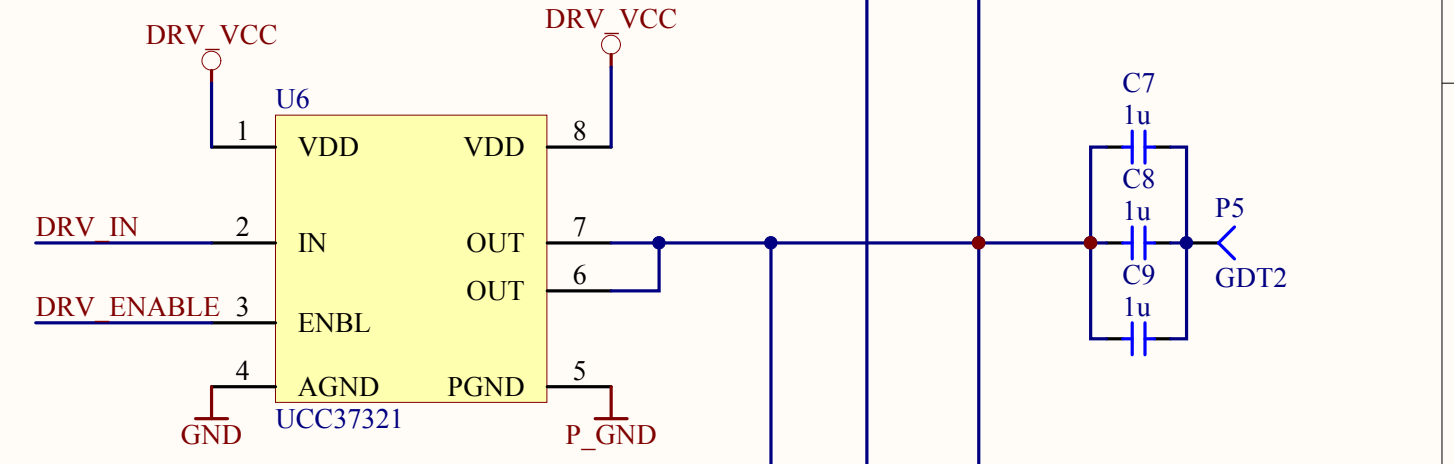 DRV_VCC
DRV_VCC
U6
1
VDD
VDD
8
DRV_IN
2
IN
OUT
7
OUT
6
DRV_ENABLE
3
ENBL
4
AGND
PGND
5
GND
UCC37321
P_GND
C7
1u
C8
1u
C9
1u
P5
GDT2